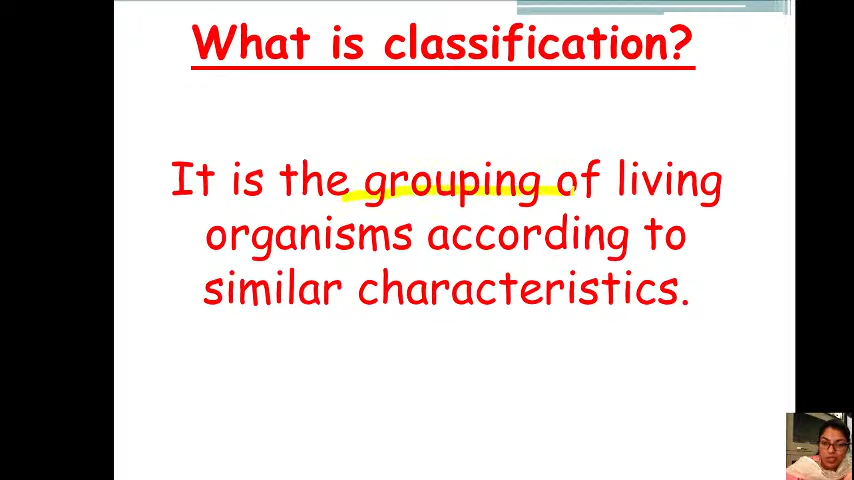 What is classification?
It is the grouping of living
organisms according to
similar characteristics.